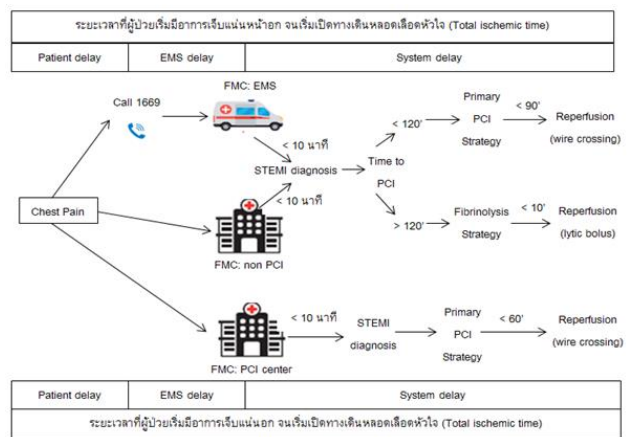 ระยะเวลาที่ผู้ป่วยเริ่มมีอาการเจ็บแน่นหน้าอก จนเริ่มเปิดทางเดินหลอดเลือดหัวใจ (Total ischemic time)
Patient delay
EMS delay
System delay
FMC: EMS
Call 1669
< 10 นาที
STEMI diagnosis
< 10 นาที
Time to
PCI
< 120'
Primary
PCI
Strategy
< 90'
Reperfusion
(wire crossing)
Chest Pain
FMC: non PCI
> 120'
Fibrinolysis
Strategy
< 10'
Reperfusion
(lytic bolus)
FMC: PCI center
< 10 นาที
STEMI
diagnosis
Primary
PCI
Strategy
< 60'
Reperfusion
(wire crossing)
Patient delay
EMS delay
System delay
ระยะเวลาที่ผู้ป่วยเริ่มมีอาการเจ็บแน่นอก จนเริ่มเปิดทางเดินหลอดเลือดหัวใจ (Total ischemic time)